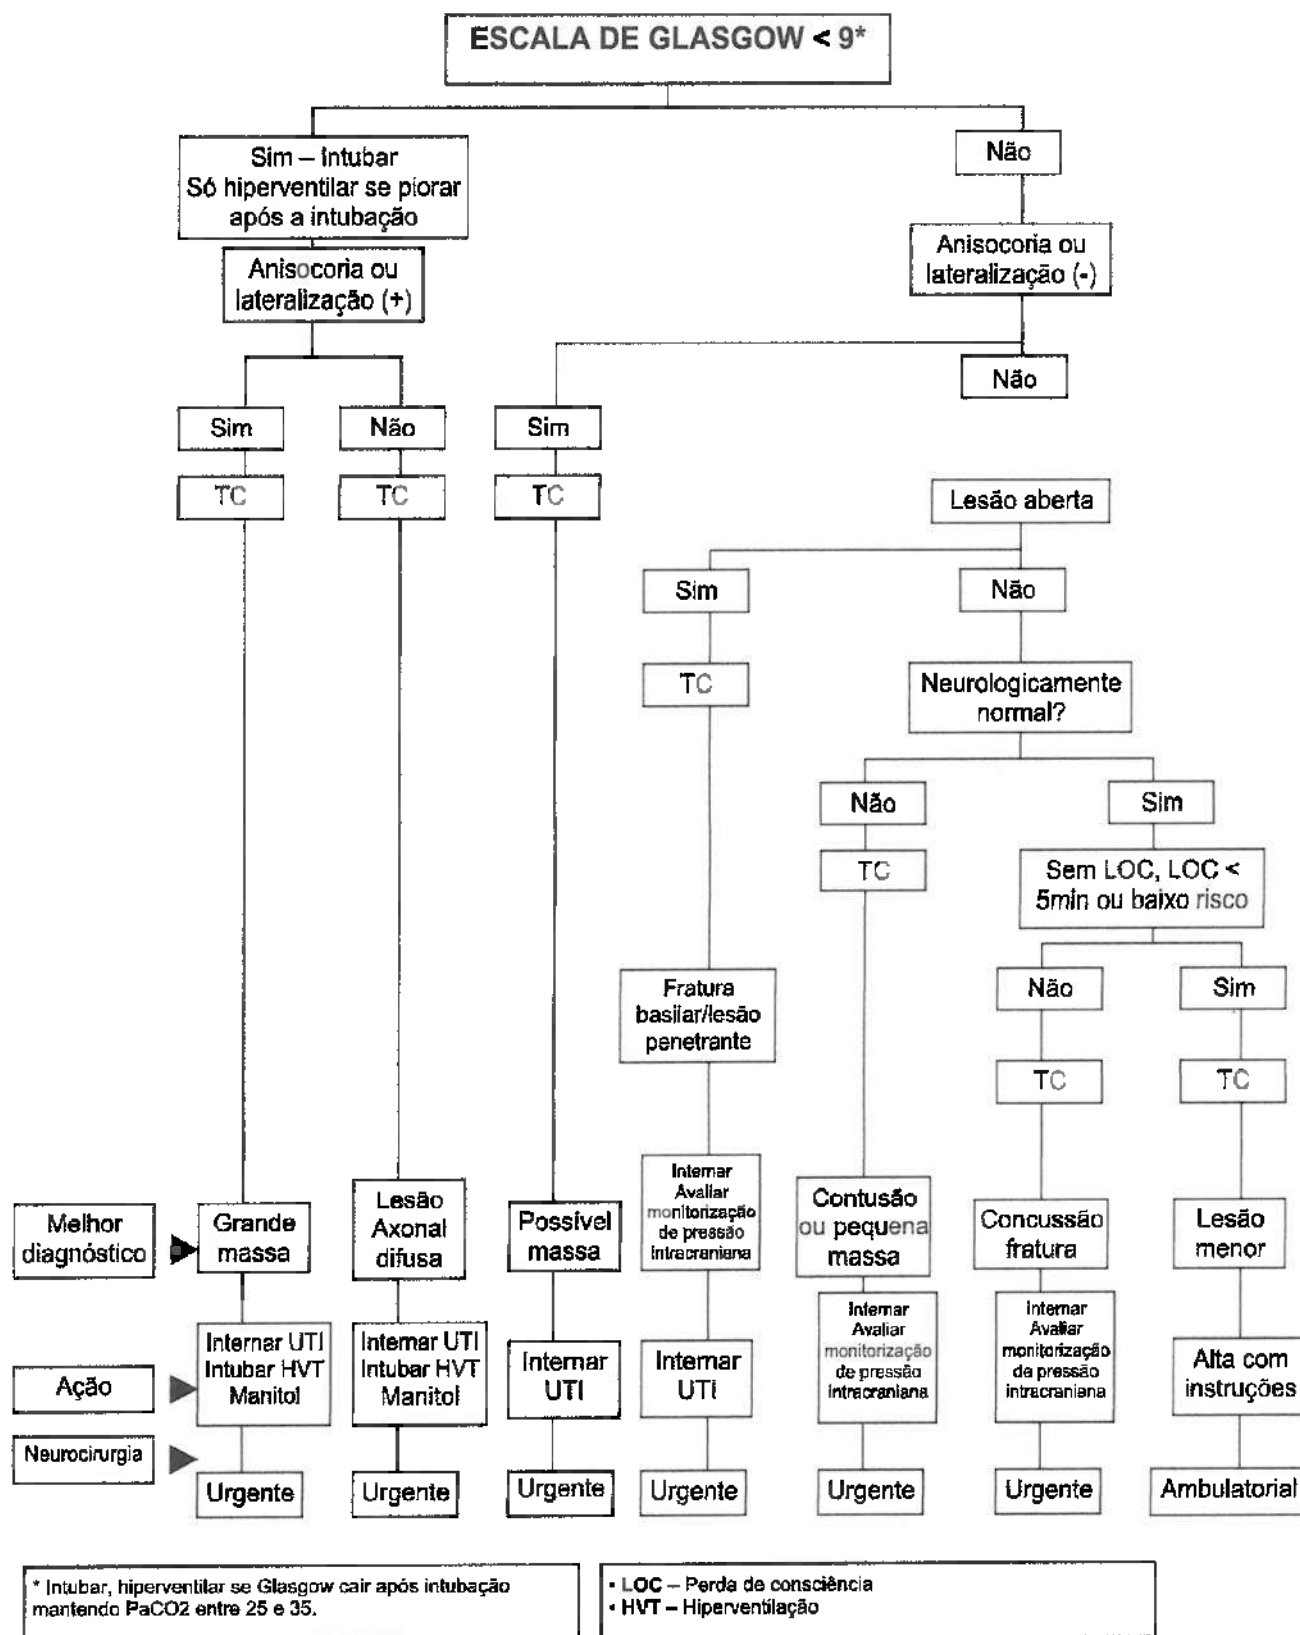 ESCALA DE GLASGOW < 9*
Sim – Intubar
Só hiperventilar se piorar
após a intubação
Não
Anisocoria ou
lateralização (+)
Anisocoria ou
lateralização (-)
Sim
Não
Sim
Não
TC
TC
TC
Lesão aberta
Sim
Não
TC
Neurologicamente
normal?
Não
Sim
TC
Sem LOC, LOC <
5min ou baixo risco
Não
Sim
Fratura
basilar/lesão
penetrante
TC
TC
Melhor
diagnóstico
Grande
massa
Lesão
Axonal
difusa
Possível
massa
Internar
Avaliar
monitorização
de pressão
intracraniana
Contusão
ou pequena
massa
Concussão
fratura
Lesão
menor
Ação
Internar UTI
Intubar HVT
Manitol
Internar UTI
Intubar HVT
Manitol
Internar
UTI
Internar
UTI
Internar
Avaliar
monitorização
de pressão
intracraniana
Internar
Avaliar
monitorização
de pressão
intracraniana
Alta com
instruções
Neurocirurgia
Urgente
Urgente
Urgente
Urgente
Urgente
Urgente
Ambulatorial
* Intubar, hiperventilar se Glasgow cair após intubação
mantendo PaCO2 entre 25 e 35.
• LOC – Perda de consciência
• HVT – Hiperventilação